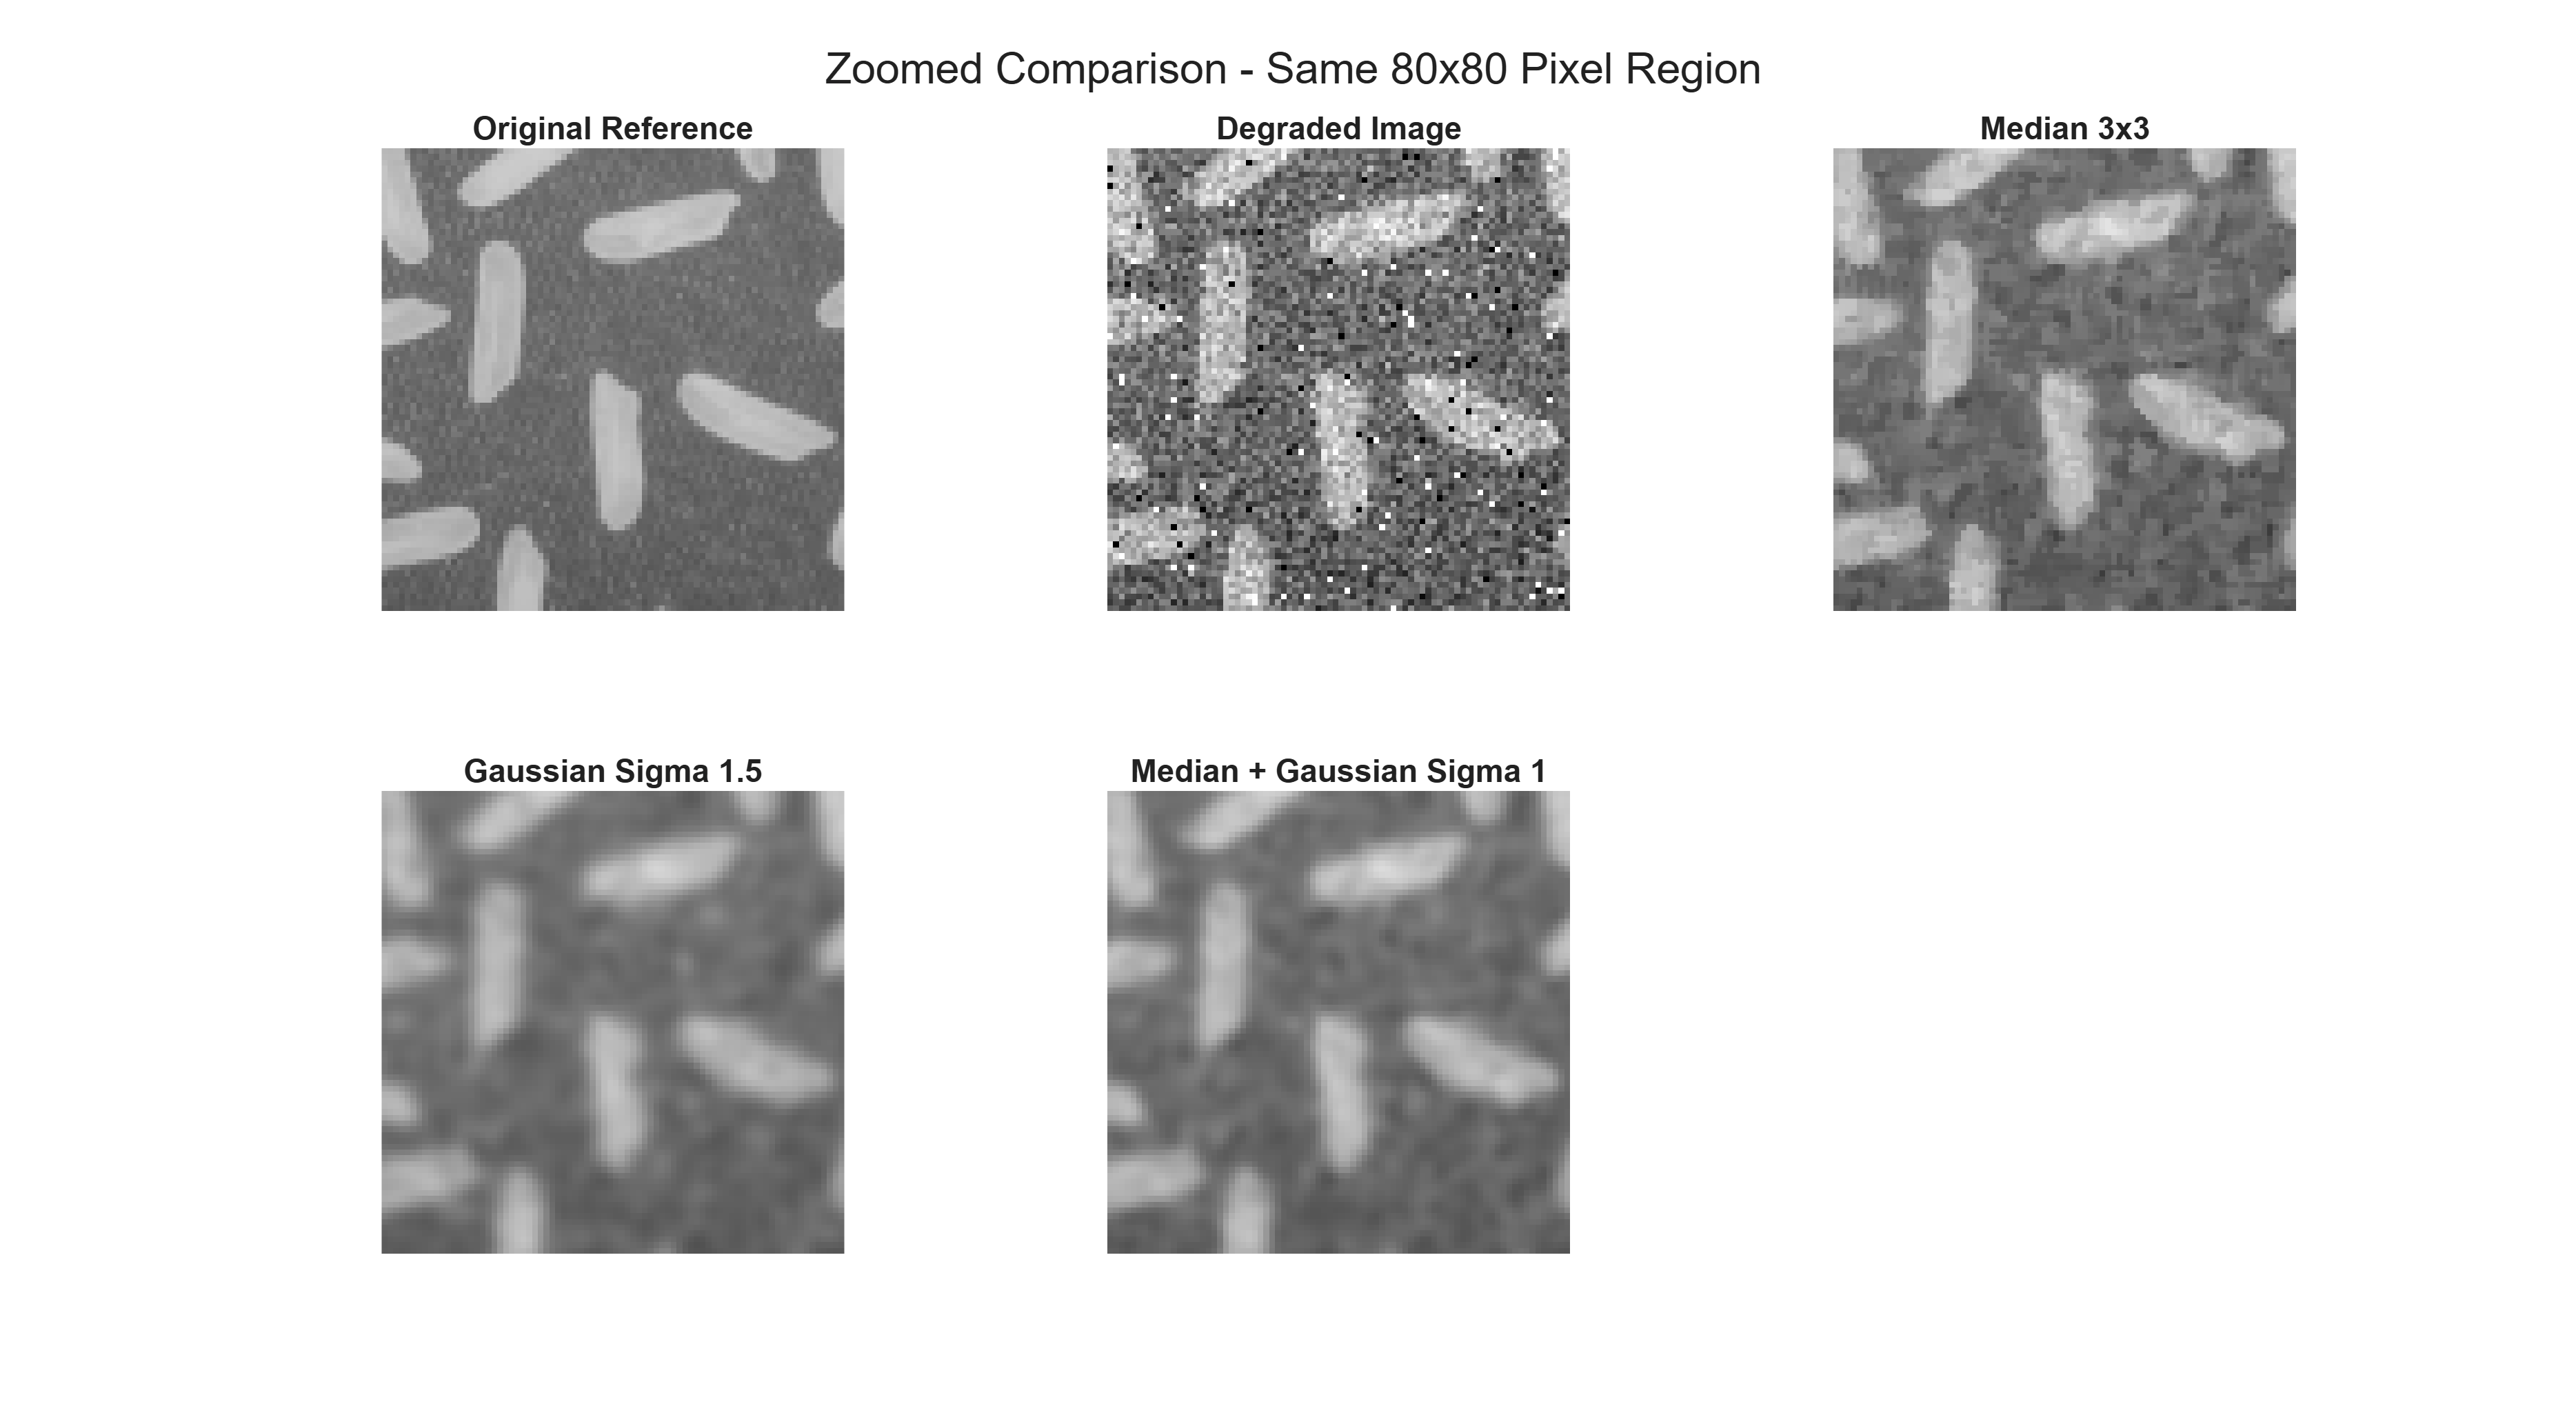 Zoomed Comparison - Same 80x80 Pixel Region
Original Reference
Degraded Image
Median 3x3
Gaussian Sigma 1.5
Median + Gaussian Sigma 1